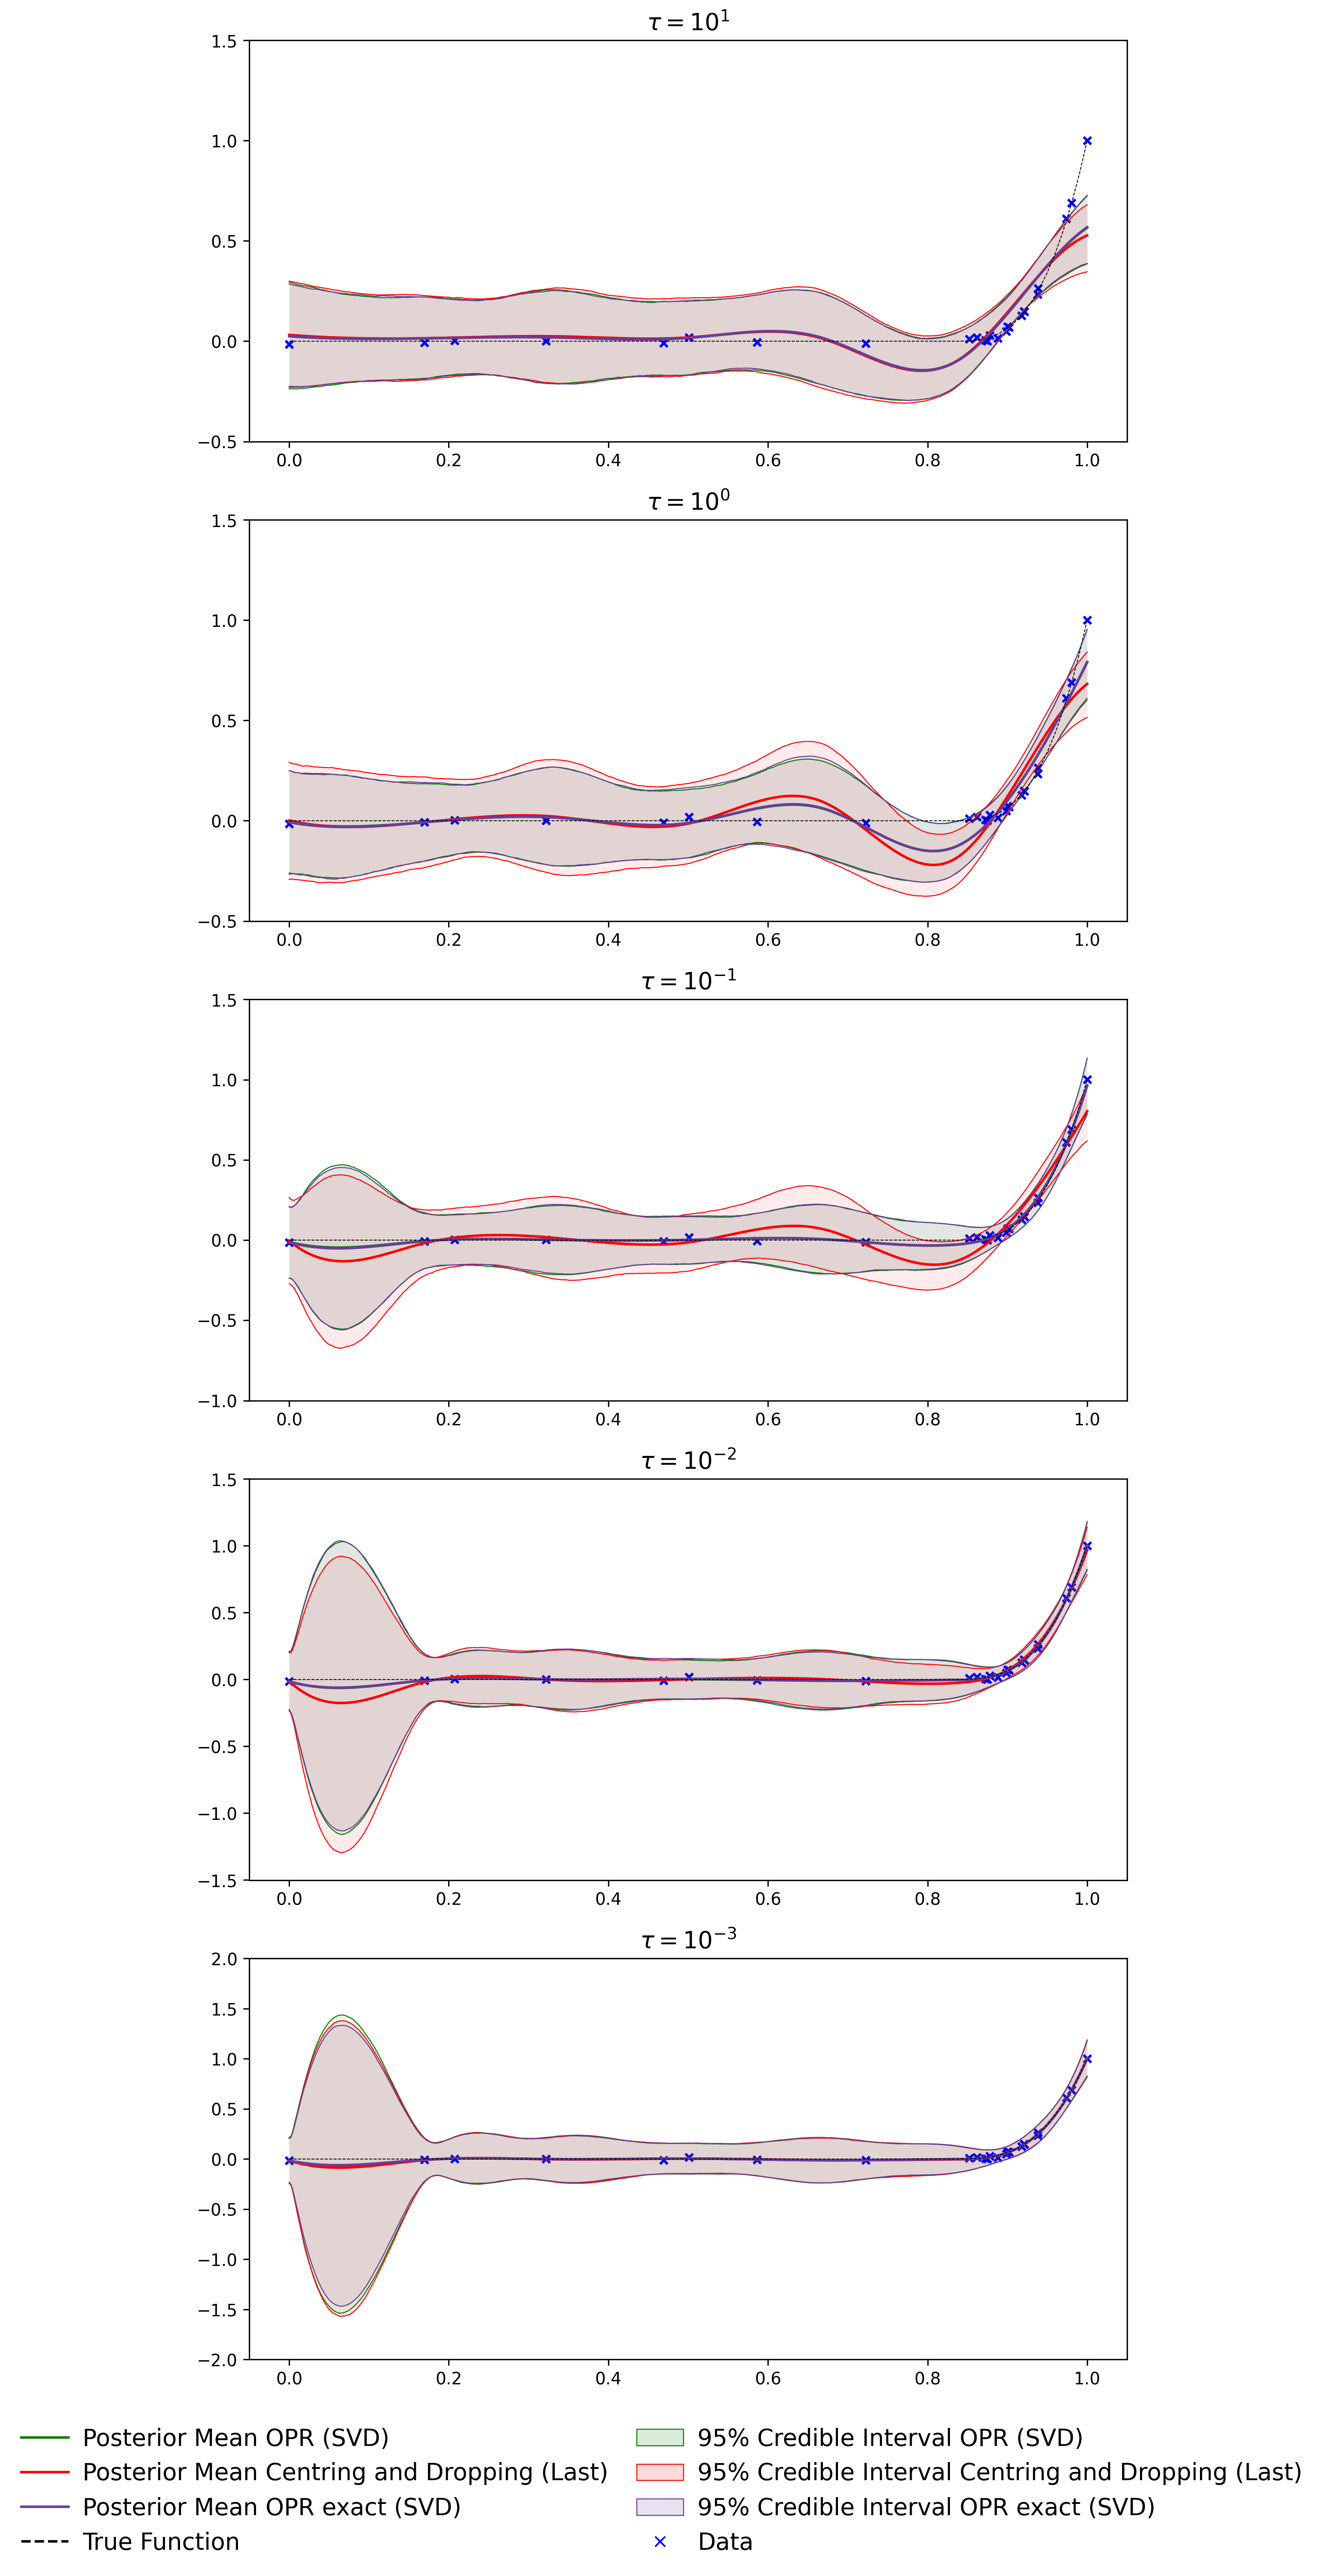 τ = 10¹
1.5
1.0
0.5
0.0
−0.5
0.0 0.2 0.4 0.6 0.8 1.0
τ = 10⁰
1.5
1.0
0.5
0.0
−0.5
0.0 0.2 0.4 0.6 0.8 1.0
τ = 10⁻¹
1.5
1.0
0.5
0.0
−0.5
−1.0
0.0 0.2 0.4 0.6 0.8 1.0
τ = 10⁻²
1.5
1.0
0.5
0.0
−0.5
−1.0
−1.5
0.0 0.2 0.4 0.6 0.8 1.0
τ = 10⁻³
2.0
1.5
1.0
0.5
0.0
−0.5
−1.0
−1.5
−2.0
0.0 0.2 0.4 0.6 0.8 1.0
Posterior Mean OPR (SVD)
Posterior Mean Centring and Dropping (Last)
Posterior Mean OPR exact (SVD)
True Function
95% Credible Interval OPR (SVD)
95% Credible Interval Centring and Dropping (Last)
95% Credible Interval OPR exact (SVD)
Data